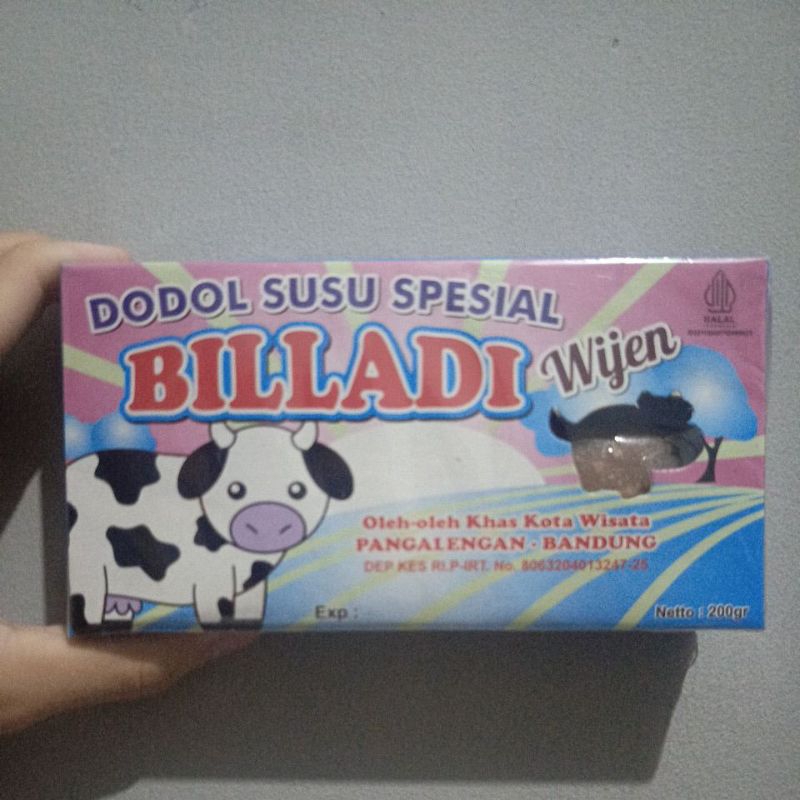 DODOL SUSU SPESIAL
BILLADI Wijen
HALAL
Oleh-oleh Khas Kota Wisata
PANGALENGAN - BANDUNG
DEP KES RI.P-IRT. No. 8063204013247-25
Exp :
Netto : 200gr